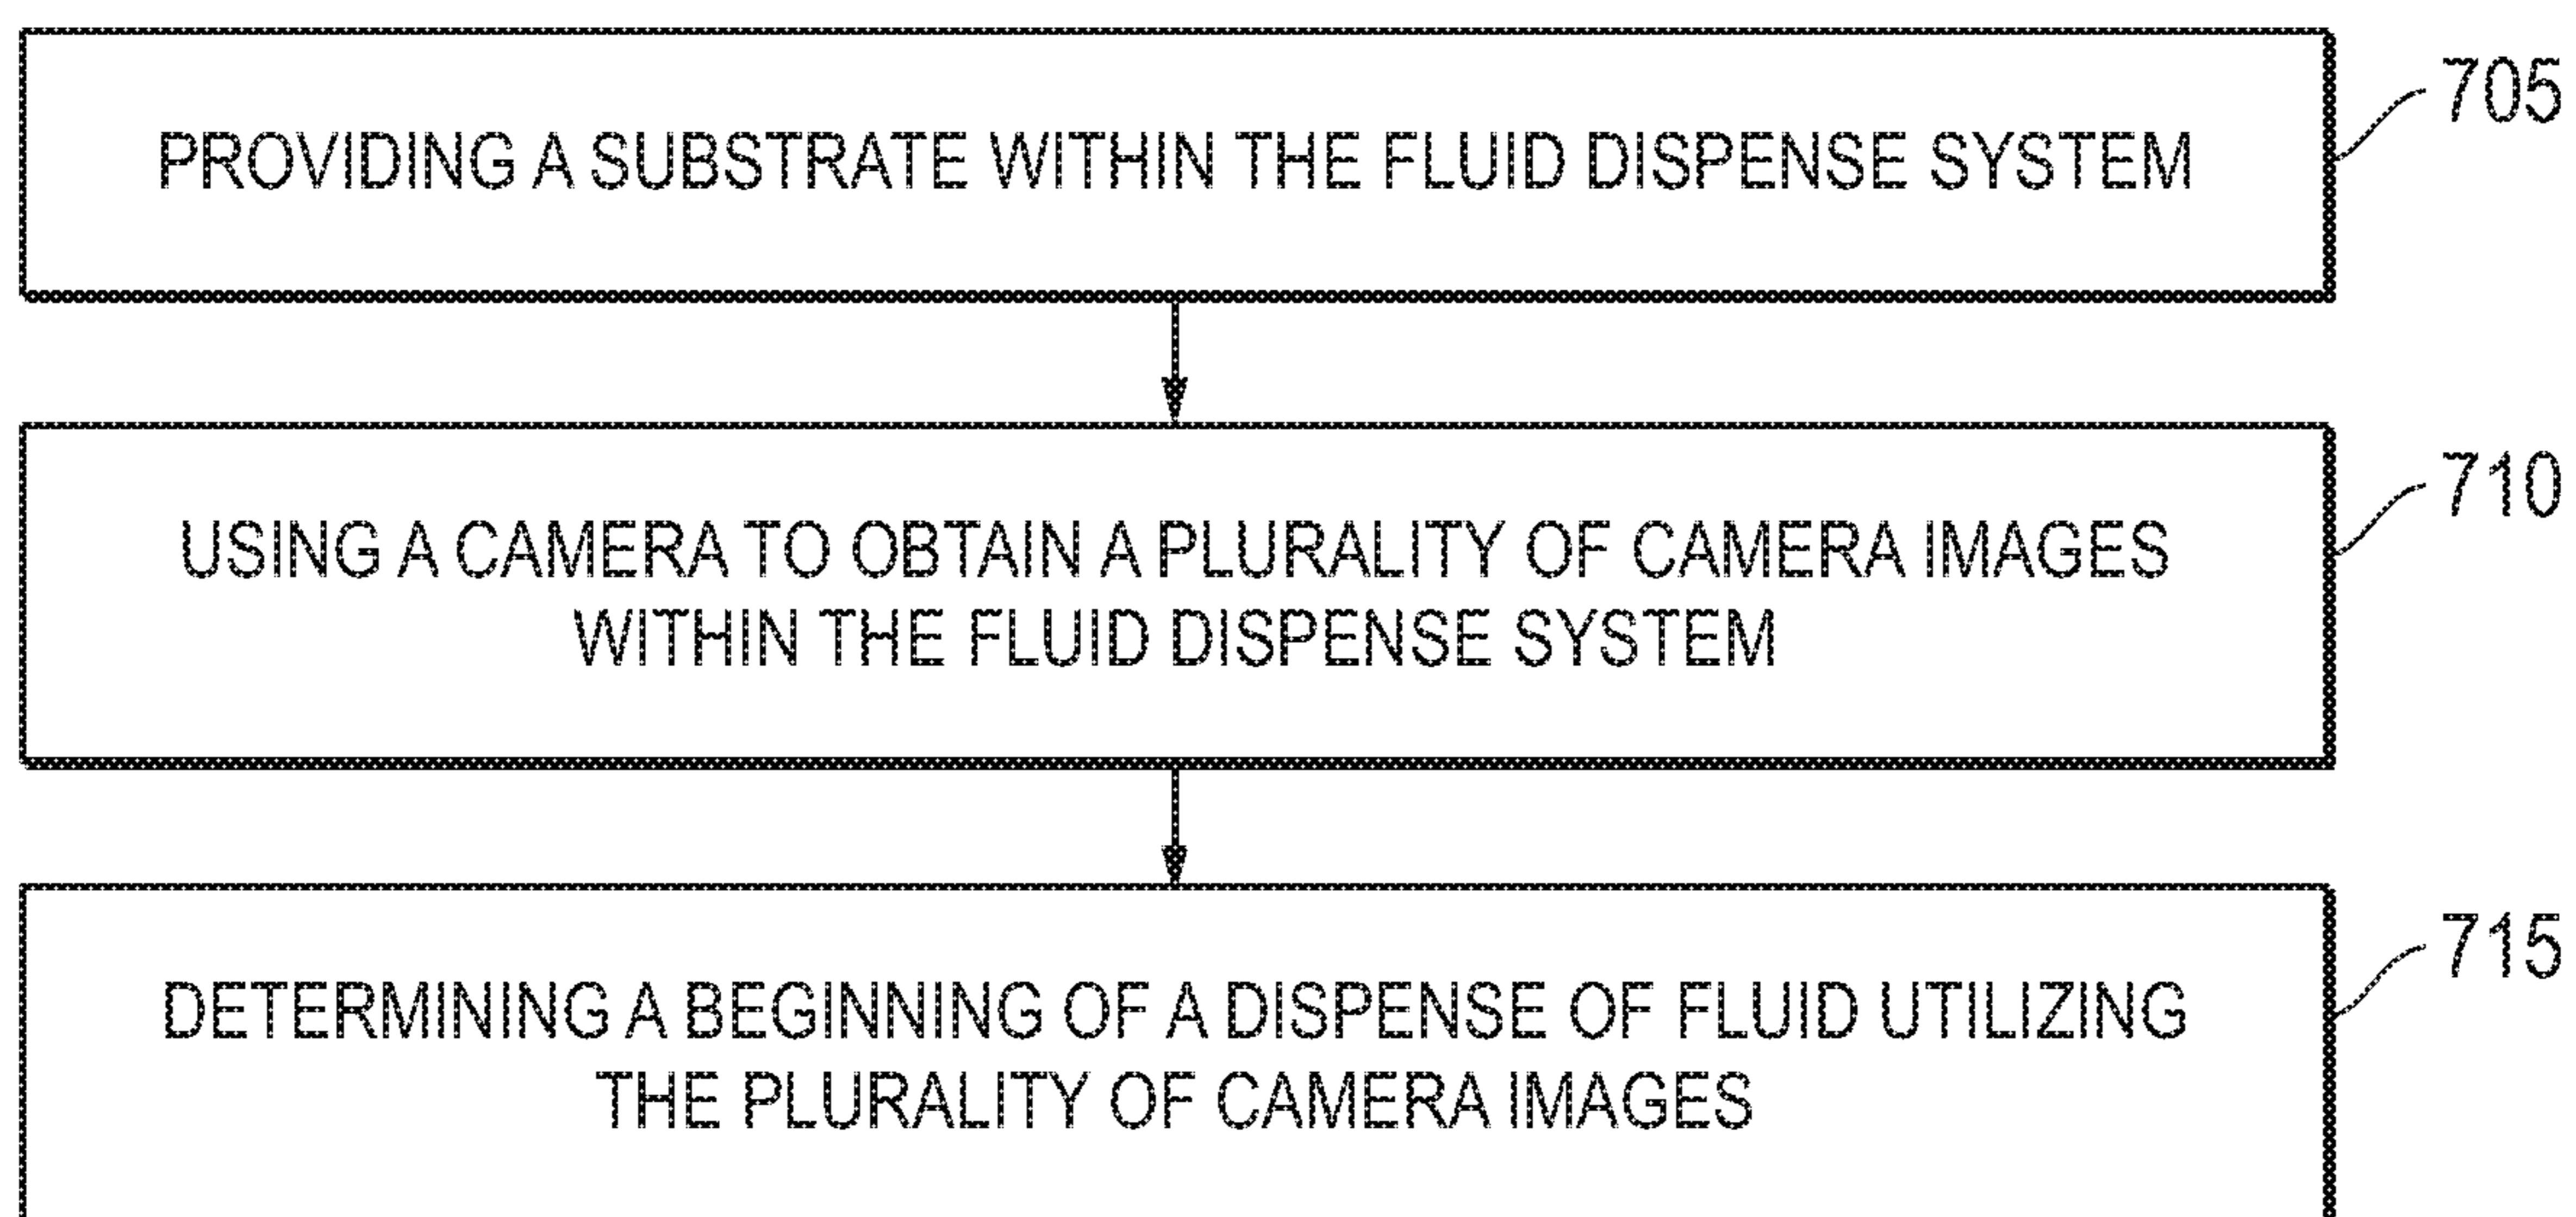 PROVIDING A SUBSTRATE WITHIN THE FLUID DISPENSE SYSTEM
705
USING A CAMERA TO OBTAIN A PLURALITY OF CAMERA IMAGES
WITHIN THE FLUID DISPENSE SYSTEM
710
DETERMINING A BEGINNING OF A DISPENSE OF FLUID UTILIZING
THE PLURALITY OF CAMERA IMAGES
715